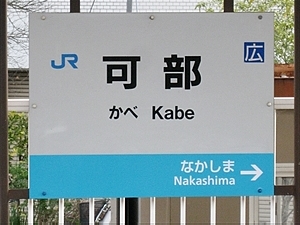 JR
広
可部
かべ Kabe
なかしま
Nakashima →